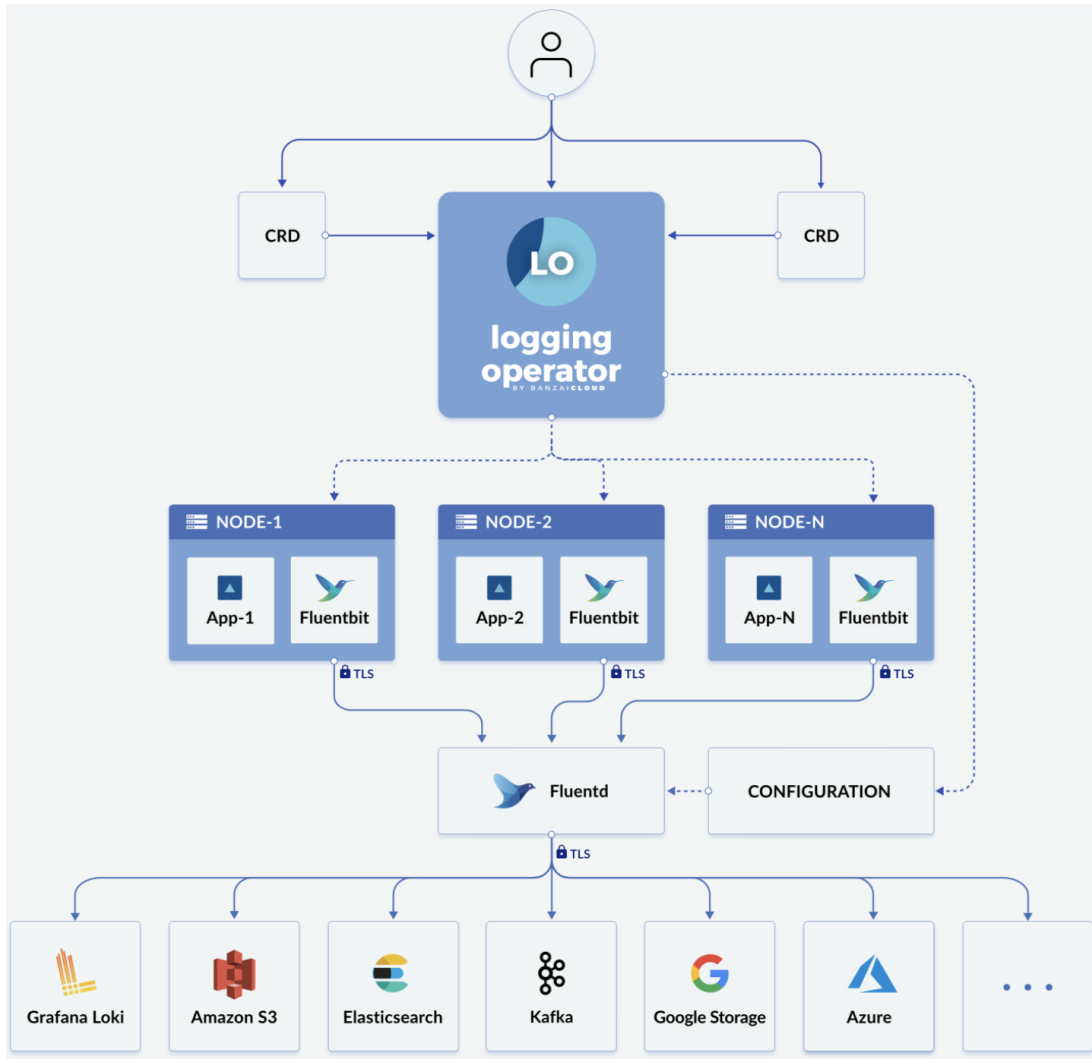 CRD
LO
CRD
logging
operator
BY BANZAICLOUD
NODE-1
NODE-2
NODE-N
App-1
Fluentbit
App-2
Fluentbit
App-N
Fluentbit
TLS
TLS
TLS
Fluentd
CONFIGURATION
TLS
Grafana Loki
Amazon S3
Elasticsearch
Kafka
Google Storage
Azure
...